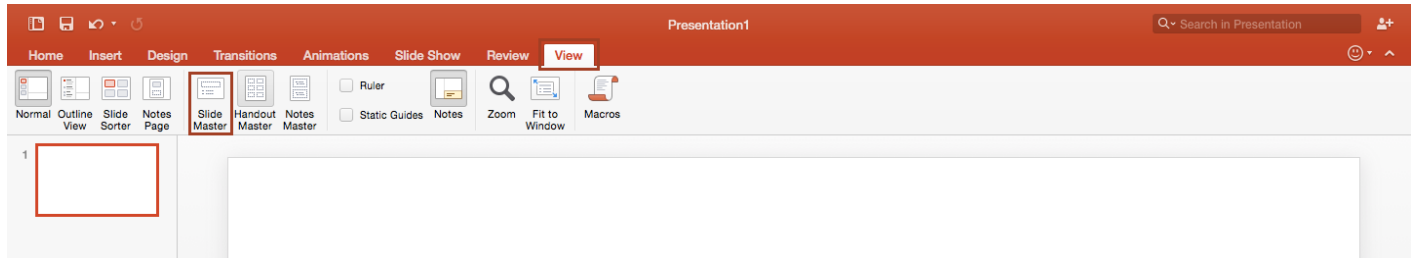 Presentation1
Search in Presentation
Home Insert Design Transitions Animations Slide Show Review View
Ruler
Normal Outline Slide Notes Slide Handout Notes Static Guides Notes Zoom Fit to Macros
View Sorter Page Master Master Master Window
1